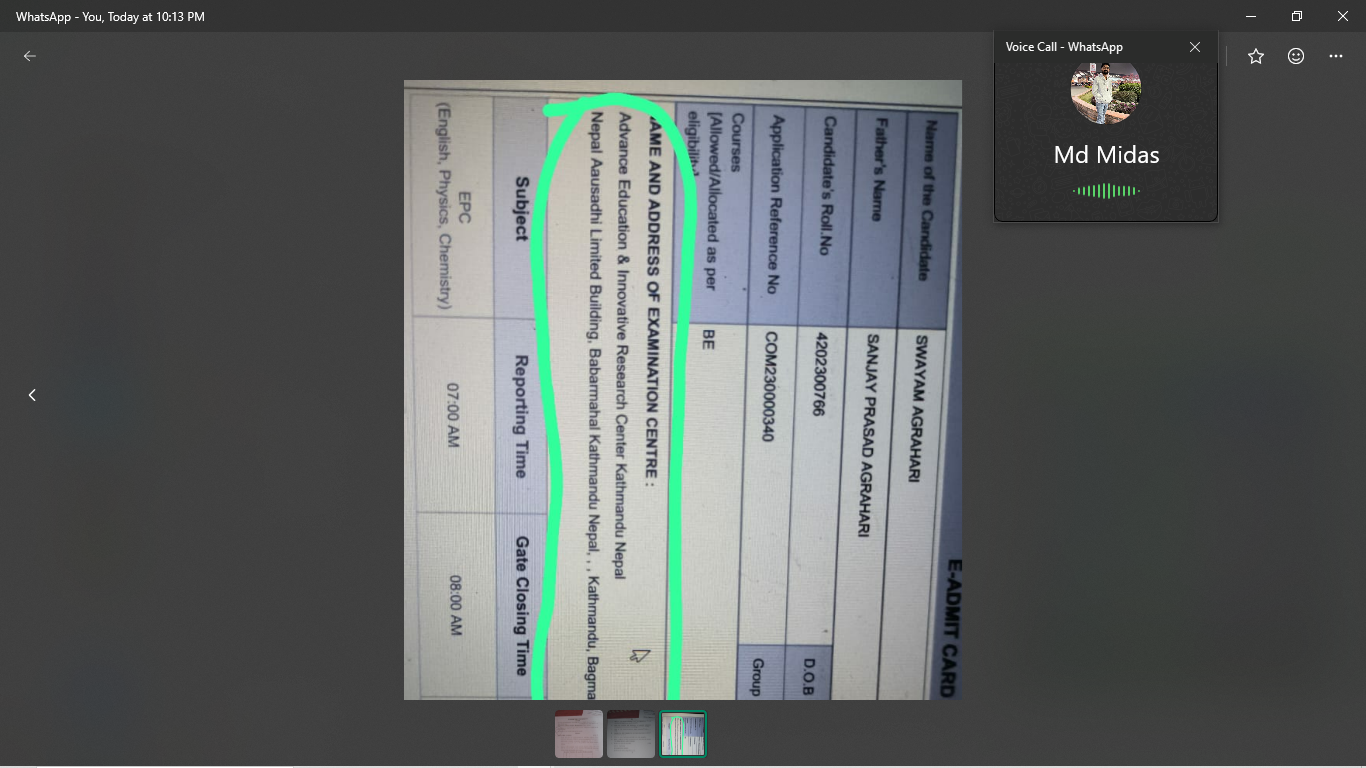 WhatsApp - You, Today at 10:13 PM
Voice Call - WhatsApp
Md Midas
E-ADMIT CARD
Name of the Candidate SWAYAM AGRAHARI
Father's Name SANJAY PRASAD AGRAHARI
Candidate's Roll.No 4202300766 D.O.B
Application Reference No COM230000340 Group
Courses
[Allowed/Allocated as per BE
eligibility]
AME AND ADDRESS OF EXAMINATION CENTRE :
Advance Education & Innovative Research Center Kathmandu Nepal
Nepal Aausadhi Limited Building, Babarmahal Kathmandu Nepal, , , Kathmandu, Bagma
Subject Reporting Time Gate Closing Time
EPC 07:00 AM 08:00 AM
(English, Physics, Chemistry)